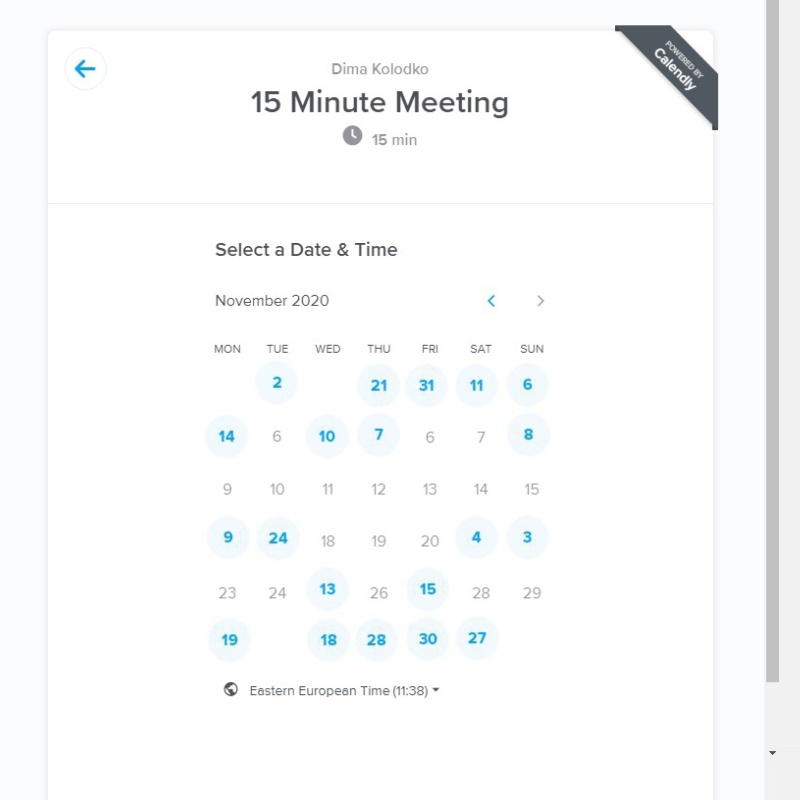 POWERED BY
Calendly
Dima Kolodko
15 Minute Meeting
15 min
Select a Date & Time
November 2020
MON TUE WED THU FRI SAT SUN
2 21 31 11 6
14 6 10 7 6 7 8
9 10 11 12 13 14 15
9 24 18 19 20 4 3
23 24 13 26 15 28 29
19 18 28 30 27
Eastern European Time (11:38)